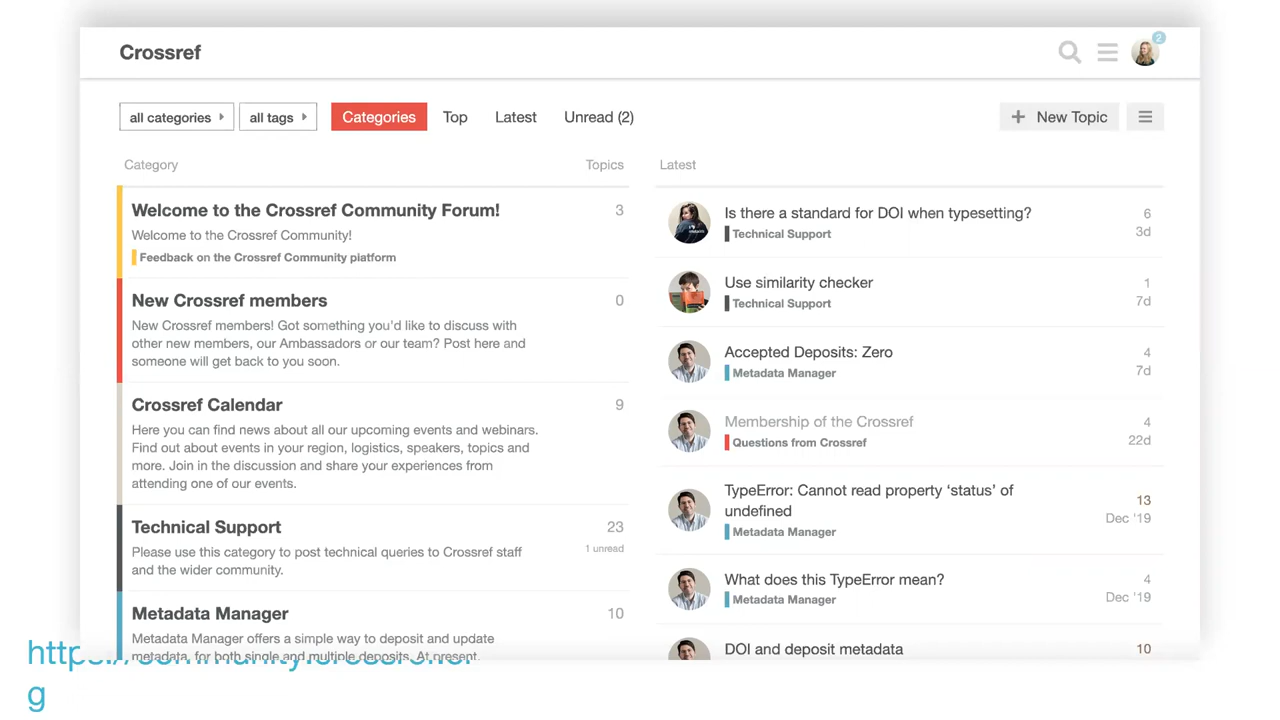 Crossref
2
all categories
all tags
Categories
Top
Latest
Unread (2)
+ New Topic
Category
Topics
Welcome to the Crossref Community Forum!
3
Welcome to the Crossref Community!
Feedback on the Crossref Community platform
New Crossref members
0
New Crossref members! Got something you'd like to discuss with
other new members, our Ambassadors or our team? Post here and
someone will get back to you soon.
Crossref Calendar
9
Here you can find news about all our upcoming events and webinars.
Find out about events in your region, logistics, speakers, topics and
more. Join in the discussion and share your experiences from
attending one of our events.
Technical Support
23
1 unread
Please use this category to post technical queries to Crossref staff
and the wider community.
Metadata Manager
10
Metadata Manager offers a simple way to deposit and update
metadata, for both single and multiple deposits. At present,
Latest
Is there a standard for DOI when typesetting?
6
Technical Support
3d
Use similarity checker
1
Technical Support
7d
Accepted Deposits: Zero
4
Metadata Manager
7d
Membership of the Crossref
4
Questions from Crossref
22d
TypeError: Cannot read property ‘status’ of
undefined
13
Dec '19
Metadata Manager
What does this TypeError mean?
4
Metadata Manager
Dec '19
DOI and deposit metadata
10
g